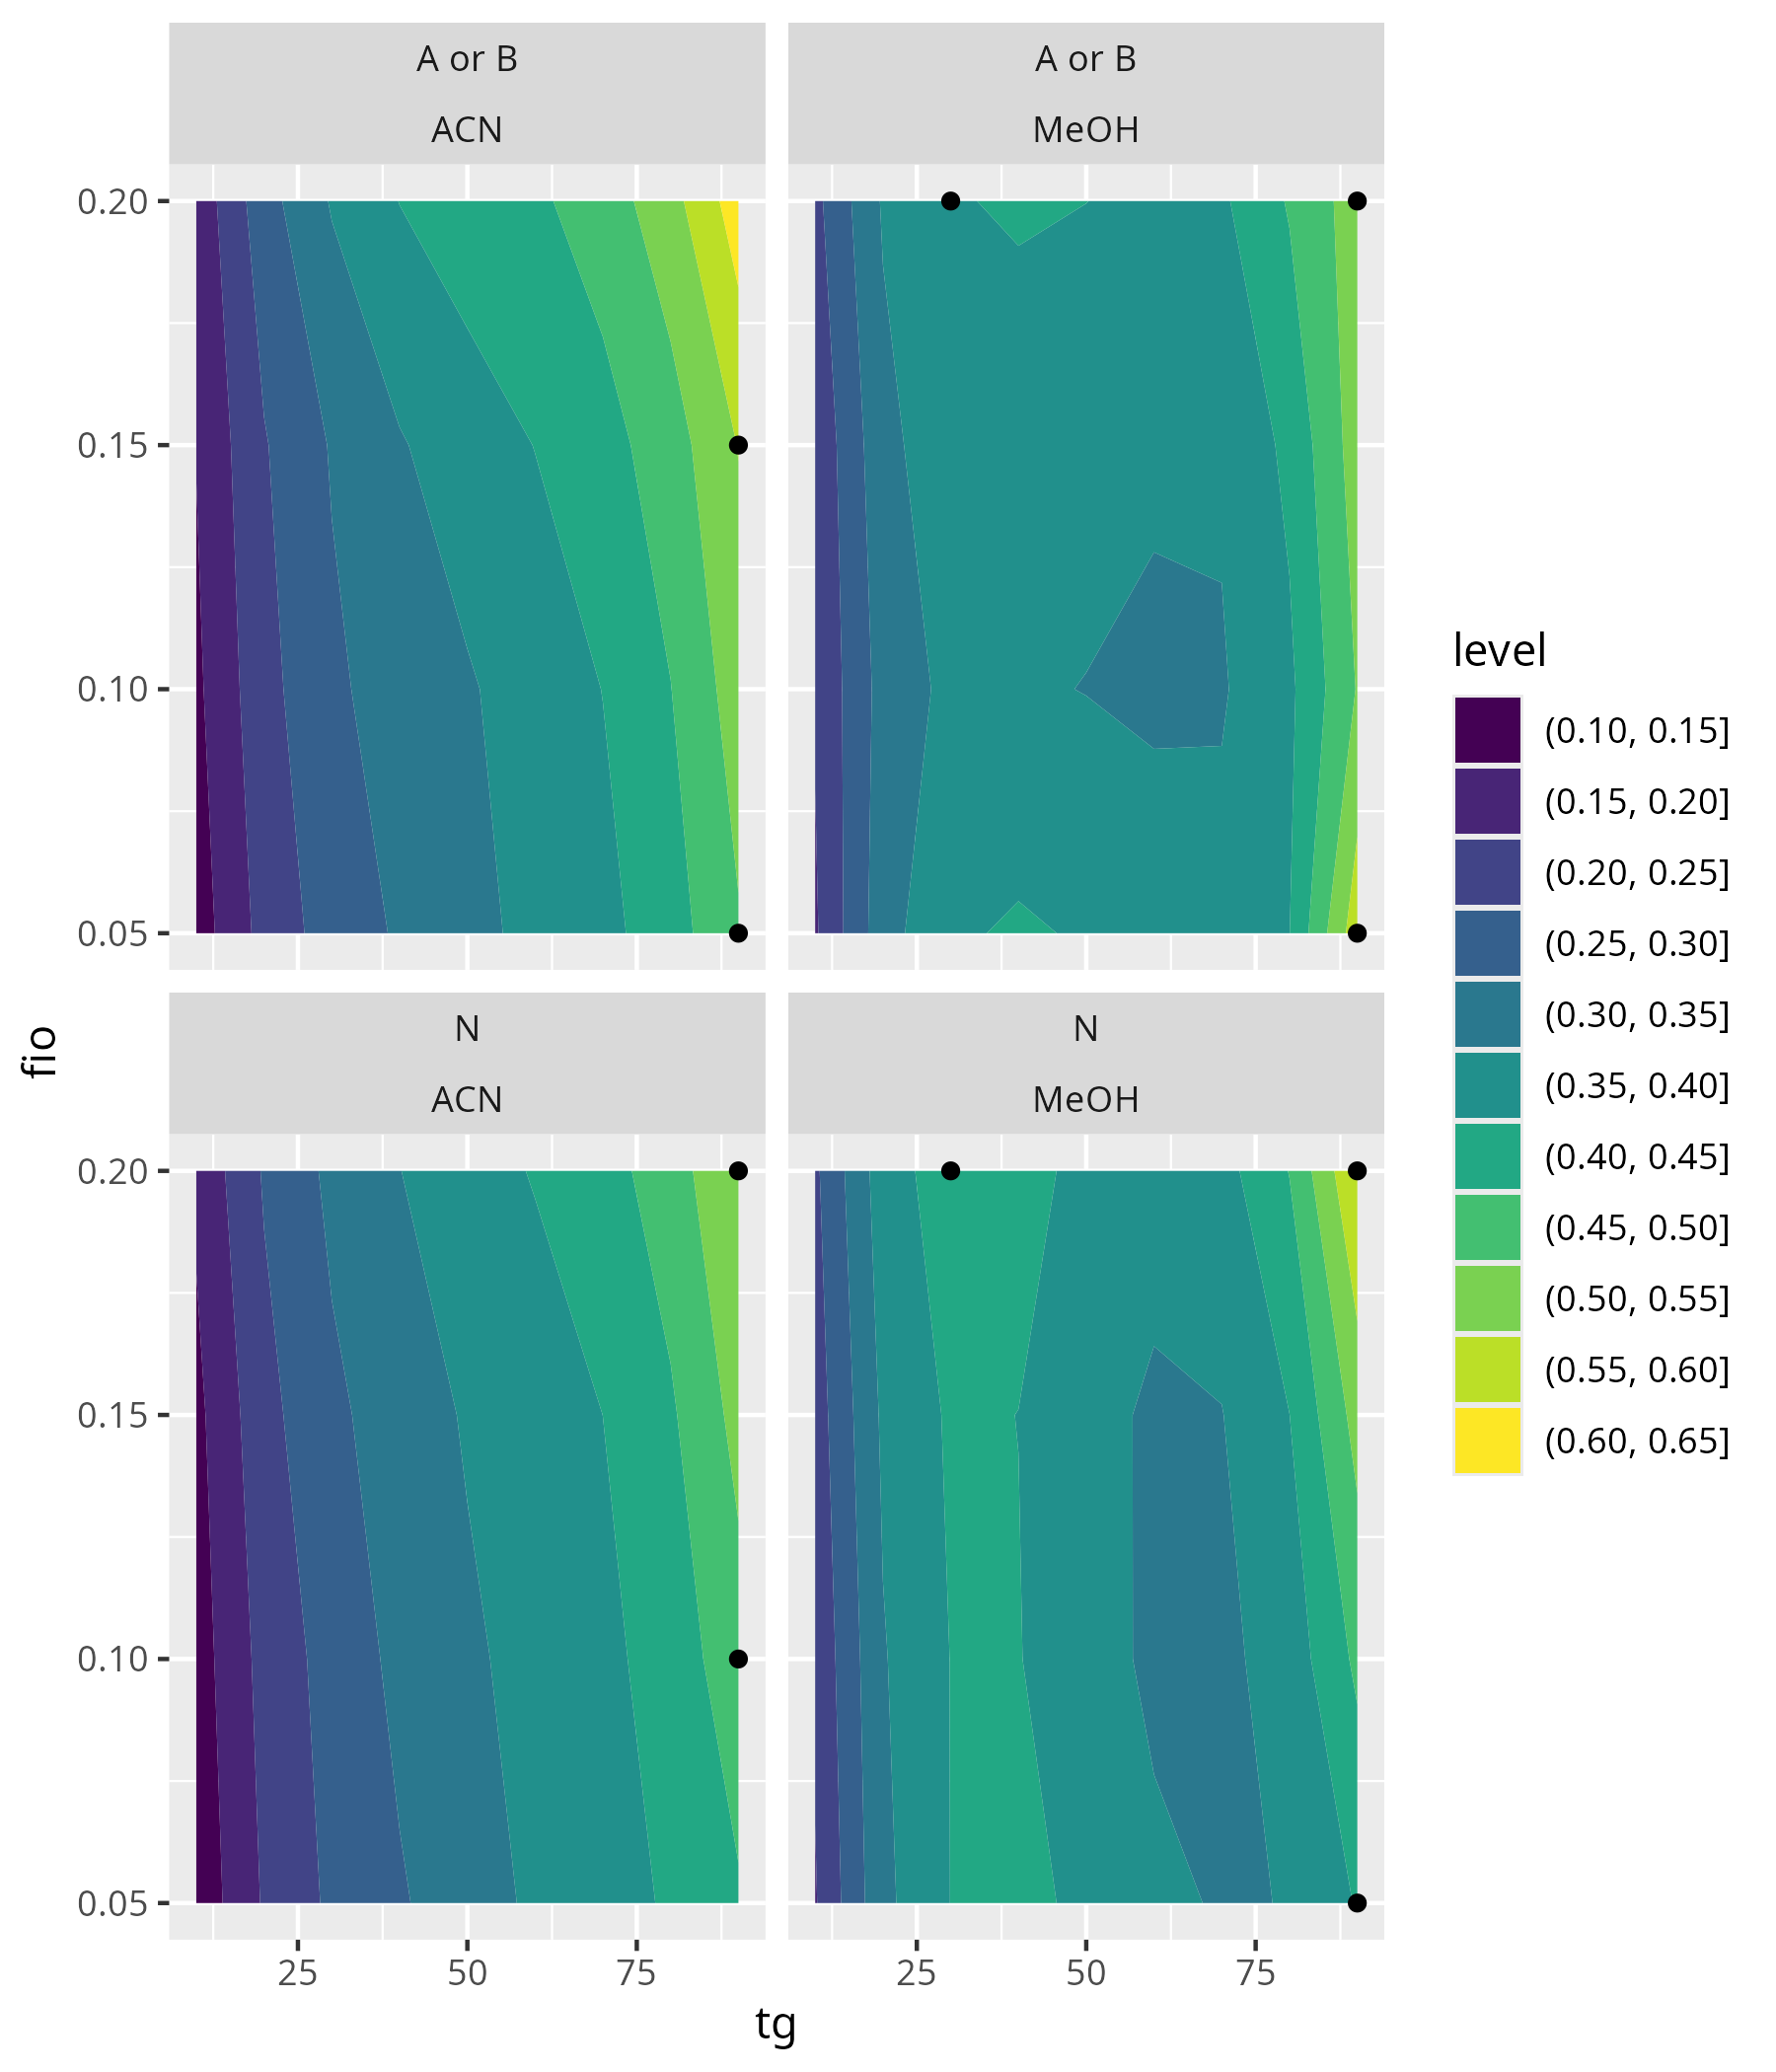 A or B
ACN
A or B
MeOH
0.20
0.15
0.10
0.05
N
ACN
N
MeOH
0.20
0.15
0.10
0.05
fio
25
50
75
25
50
75
tg
level
(0.10, 0.15]
(0.15, 0.20]
(0.20, 0.25]
(0.25, 0.30]
(0.30, 0.35]
(0.35, 0.40]
(0.40, 0.45]
(0.45, 0.50]
(0.50, 0.55]
(0.55, 0.60]
(0.60, 0.65]